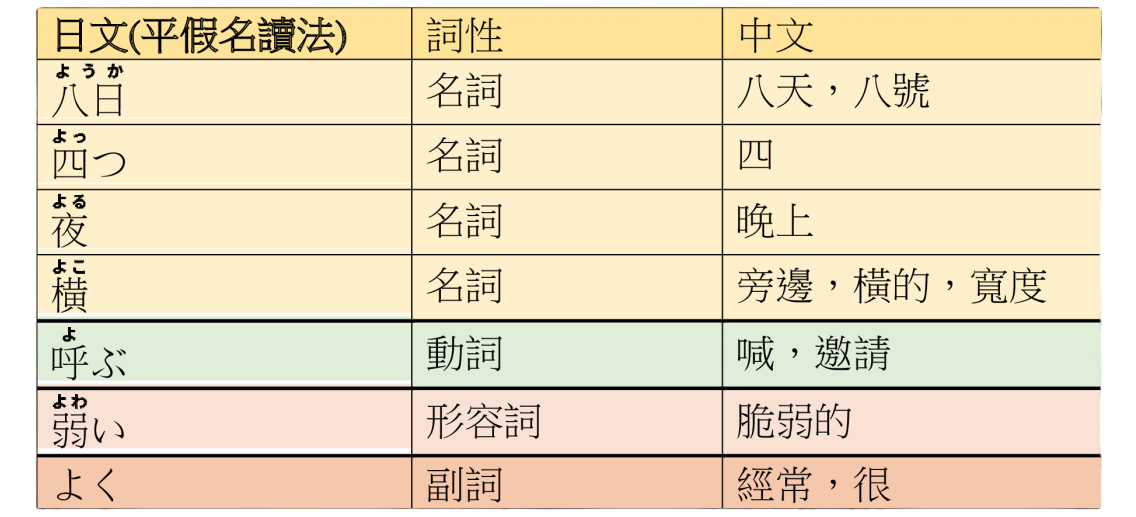 日文(平假名讀法) 詞性 中文
ようか
八日 名詞 八天，八號
よっ
四つ 名詞 四
よる
夜 名詞 晚上
よこ
橫 名詞 旁邊，橫的，寬度
よ
呼ぶ 動詞 喊，邀請
よわ
弱い 形容詞 脆弱的
よく 副詞 經常，很